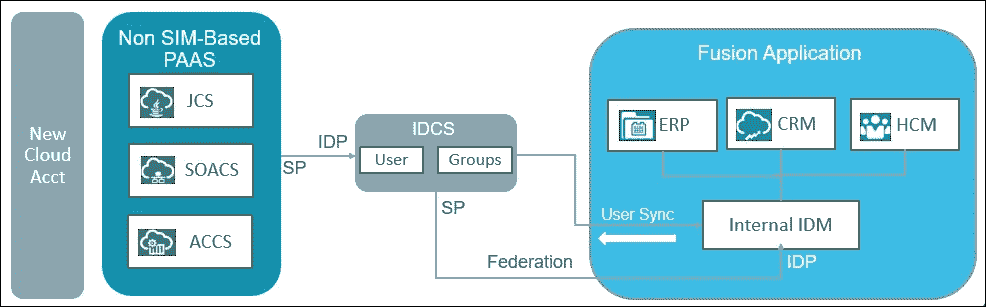 New
Cloud
Acct
Non SIM-Based
PAAS
JCS
SOACS
ACCS
IDP
SP
IDCS
User
Groups
SP
Federation
Fusion Application
ERP
CRM
HCM
User Sync
Internal IDM
IDP